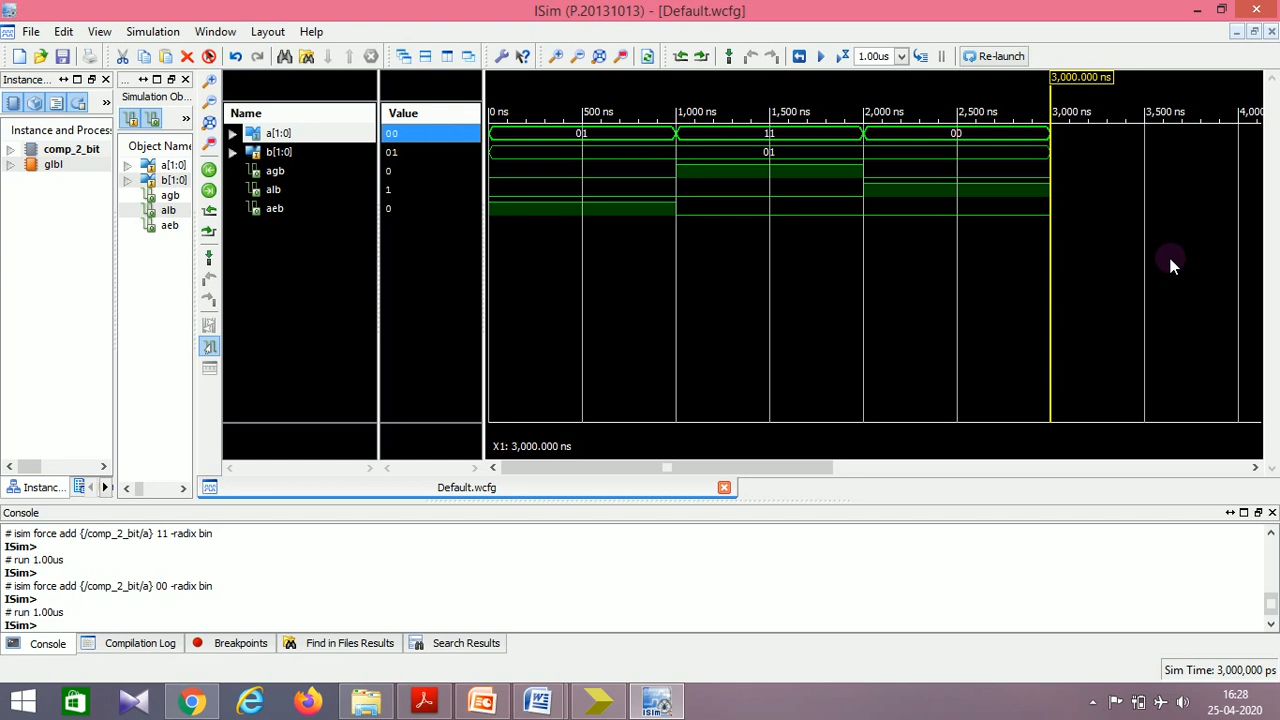 ISim (P.20131013) - [Default.wcfg]
File Edit View Simulation Window Layout Help
1.00us
Re-launch
Instance...
Instance and Process
comp_2_bit
glbl
Instanc...
...
Simulation Ob
Object Name
a[1:0]
b[1:0]
agb
alb
aeb
Name Value
a[1:0] 00
b[1:0] 01
agb 0
alb 1
aeb 0
3,000.000 ns
0 ns 500 ns 1,000 ns 1,500 ns 2,000 ns 2,500 ns 3,000 ns 3,500 ns 4,000
01 11 00
01
X1: 3,000.000 ns
Default.wcfg
Console
# isim force add {/comp_2_bit/a} 11 -radix bin
ISim>
# run 1.00us
ISim>
# isim force add {/comp_2_bit/a} 00 -radix bin
ISim>
# run 1.00us
ISim>
Console Compilation Log Breakpoints Find in Files Results Search Results
Sim Time: 3,000,000 ps
ISim
16:28
25-04-2020